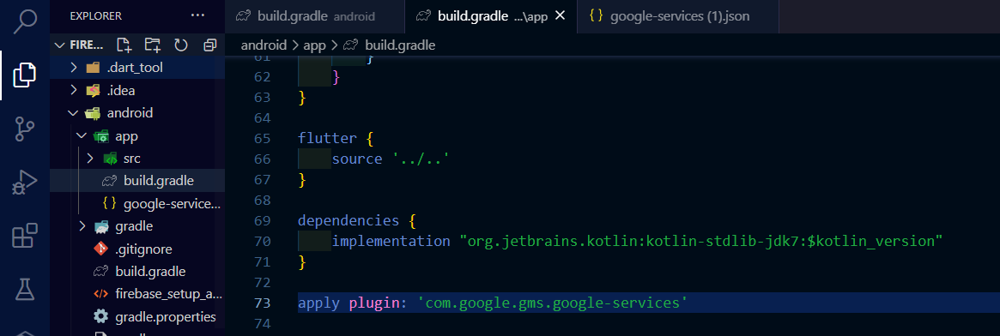 EXPLORER
build.gradle android
build.gradle ...\app
google-services (1).json
FIRE...
android > app > build.gradle
.dart_tool
.idea
android
app
src
build.gradle
google-service...
gradle
.gitignore
build.gradle
firebase_setup_a...
gradle.properties
61 }
62 }
63 }
64
65 flutter {
66 source '../..'
67 }
68
69 dependencies {
70 implementation "org.jetbrains.kotlin:kotlin-stdlib-jdk7:$kotlin_version"
71 }
72
73 apply plugin: 'com.google.gms.google-services'
74